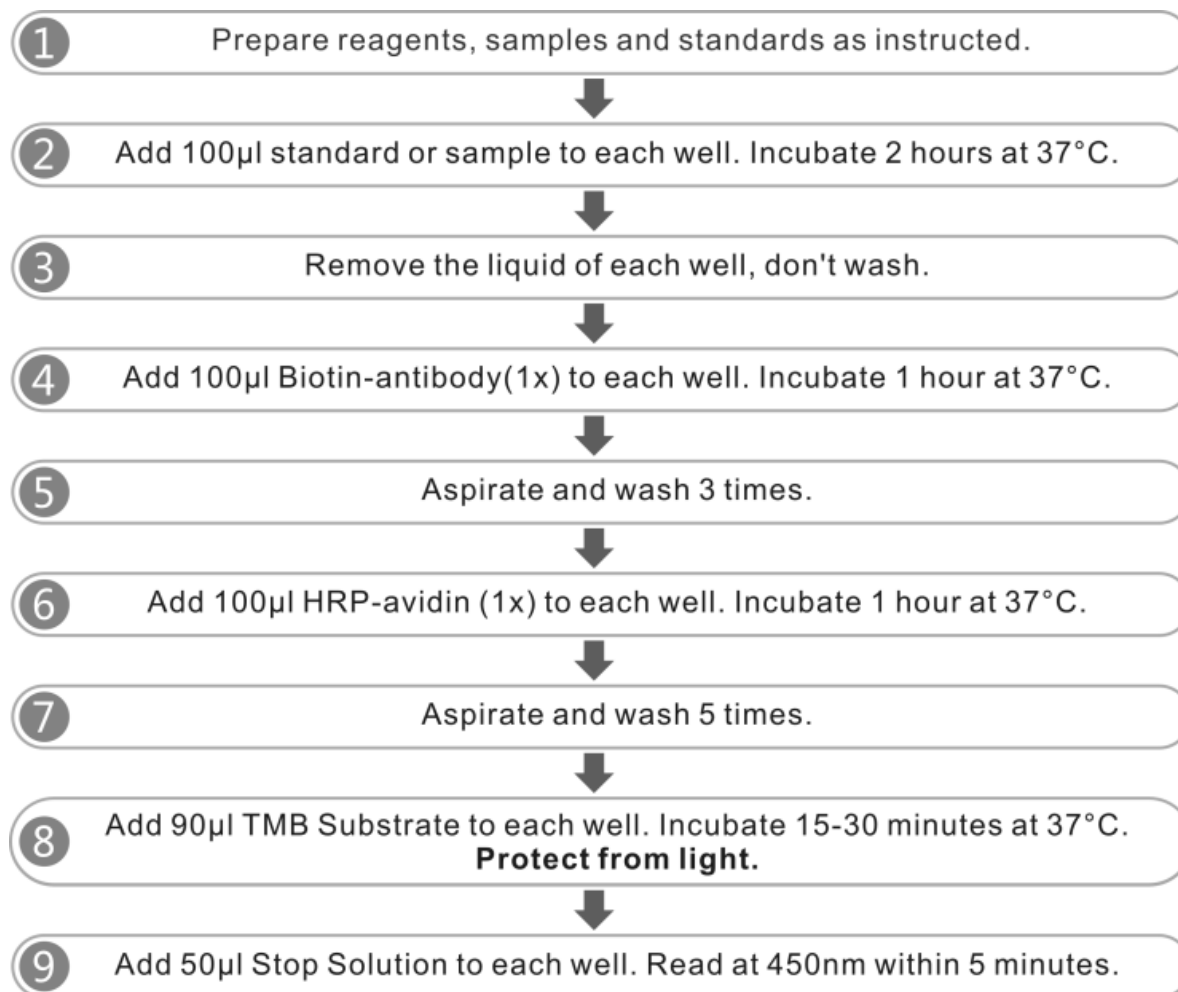 1 Prepare reagents, samples and standards as instructed.
2 Add 100μl standard or sample to each well. Incubate 2 hours at 37°C.
3 Remove the liquid of each well, don't wash.
4 Add 100μl Biotin-antibody(1x) to each well. Incubate 1 hour at 37°C.
5 Aspirate and wash 3 times.
6 Add 100μl HRP-avidin (1x) to each well. Incubate 1 hour at 37°C.
7 Aspirate and wash 5 times.
8 Add 90μl TMB Substrate to each well. Incubate 15-30 minutes at 37°C.
Protect from light.
9 Add 50μl Stop Solution to each well. Read at 450nm within 5 minutes.